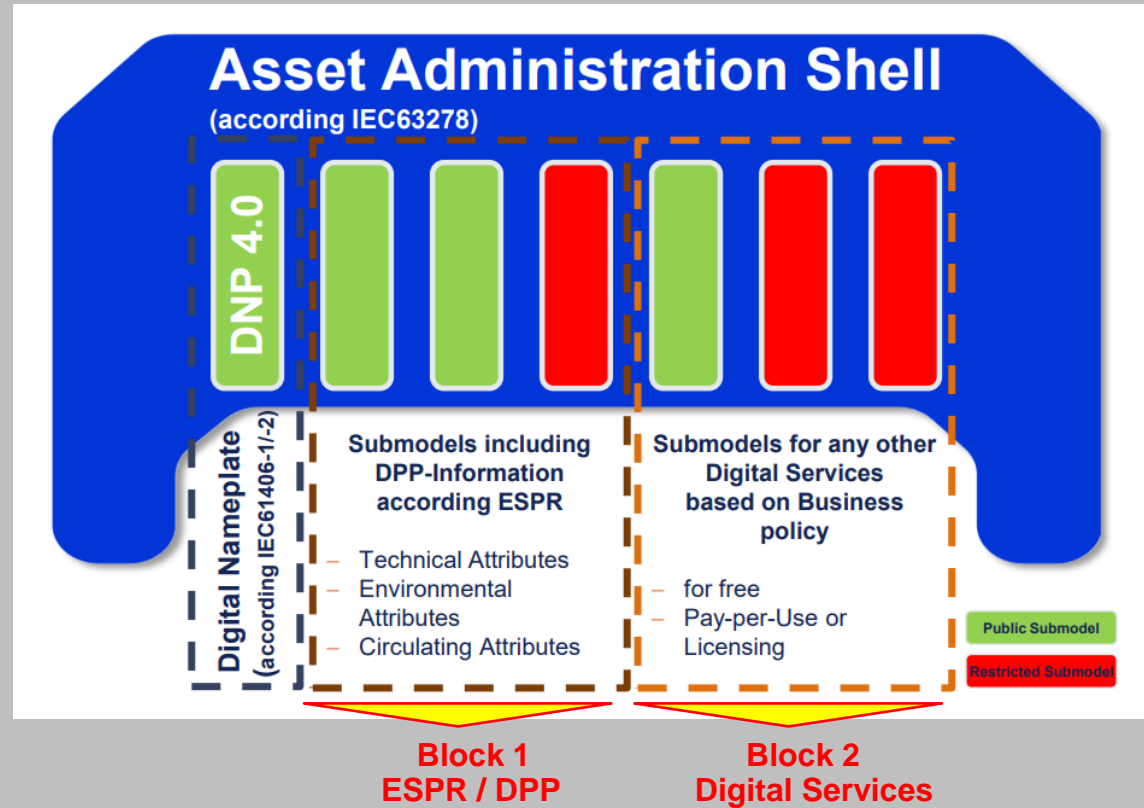 Asset Administration Shell
(according IEC63278)
DNP 4.0
Digital Nameplate
(according IEC61406-1/-2)
Submodels including
DPP-Information
according ESPR
– Technical Attributes
– Environmental
Attributes
– Circulating Attributes
Submodels for any other
Digital Services
based on Business
policy
– for free
– Pay-per-Use or
Licensing
Public Submodel
Restricted Submodel
Block 1
ESPR / DPP
Block 2
Digital Services